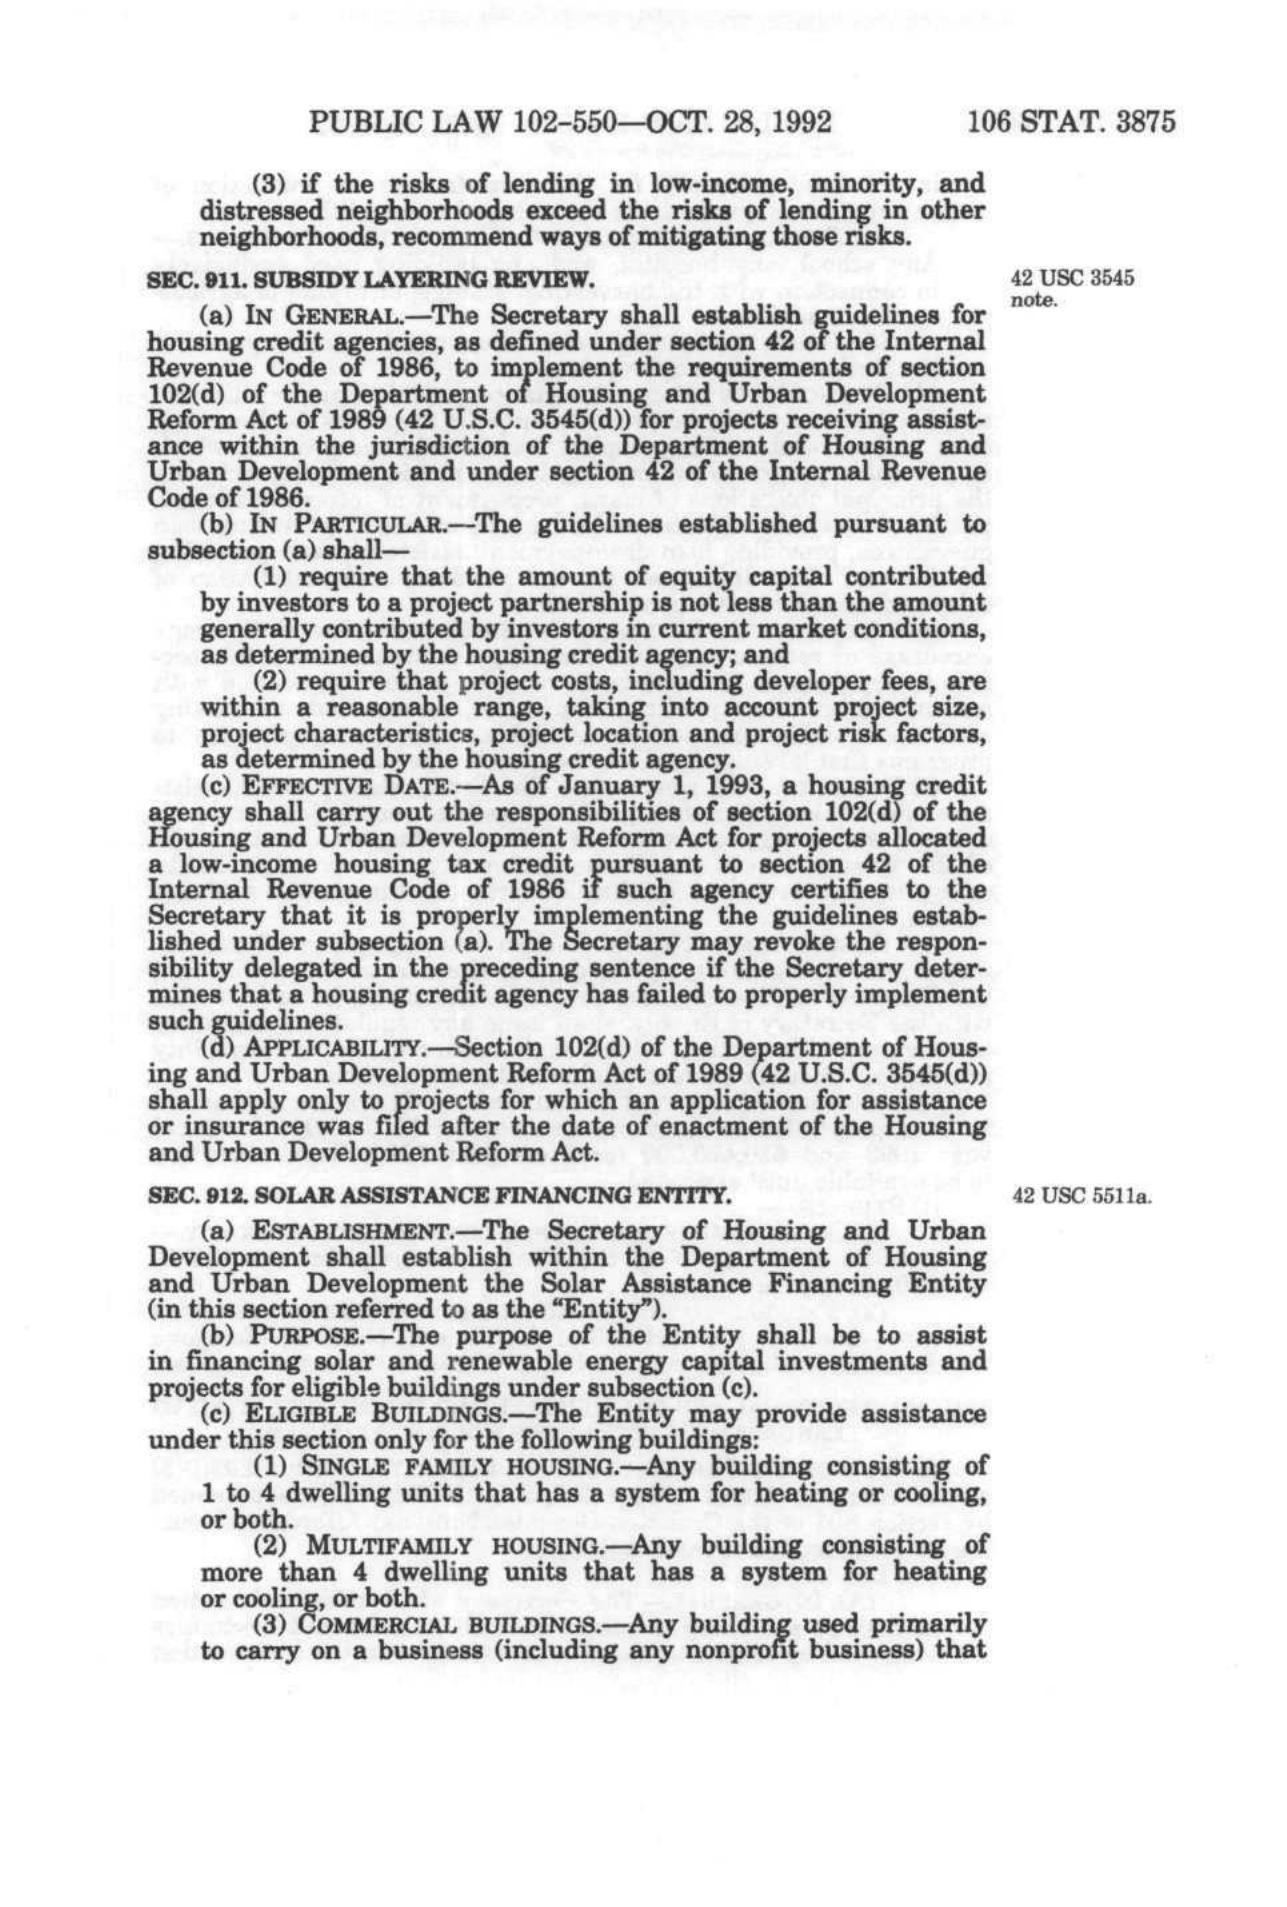 PUBLIC LAW 102–550—OCT. 28, 1992 106 STAT. 3875
(3) if the risks of lending in low-income, minority, and
distressed neighborhoods exceed the risks of lending in other
neighborhoods, recommend ways of mitigating those risks.
SEC. 911. SUBSIDY LAYERING REVIEW.
42 USC 3545
note.
(a) IN GENERAL.—The Secretary shall establish guidelines for
housing credit agencies, as defined under section 42 of the Internal
Revenue Code of 1986, to implement the requirements of section
102(d) of the Department of Housing and Urban Development
Reform Act of 1989 (42 U.S.C. 3545(d)) for projects receiving assist-
ance within the jurisdiction of the Department of Housing and
Urban Development and under section 42 of the Internal Revenue
Code of 1986.
(b) IN PARTICULAR.—The guidelines established pursuant to
subsection (a) shall—
(1) require that the amount of equity capital contributed
by investors to a project partnership is not less than the amount
generally contributed by investors in current market conditions,
as determined by the housing credit agency; and
(2) require that project costs, including developer fees, are
within a reasonable range, taking into account project size,
project characteristics, project location and project risk factors,
as determined by the housing credit agency.
(c) EFFECTIVE DATE.—As of January 1, 1993, a housing credit
agency shall carry out the responsibilities of section 102(d) of the
Housing and Urban Development Reform Act for projects allocated
a low-income housing tax credit pursuant to section 42 of the
Internal Revenue Code of 1986 if such agency certifies to the
Secretary that it is properly implementing the guidelines estab-
lished under subsection (a). The Secretary may revoke the respon-
sibility delegated in the preceding sentence if the Secretary deter-
mines that a housing credit agency has failed to properly implement
such guidelines.
(d) APPLICABILITY.—Section 102(d) of the Department of Hous-
ing and Urban Development Reform Act of 1989 (42 U.S.C. 3545(d))
shall apply only to projects for which an application for assistance
or insurance was filed after the date of enactment of the Housing
and Urban Development Reform Act.
SEC. 912. SOLAR ASSISTANCE FINANCING ENTITY.
42 USC 5511a.
(a) ESTABLISHMENT.—The Secretary of Housing and Urban
Development shall establish within the Department of Housing
and Urban Development the Solar Assistance Financing Entity
(in this section referred to as the “Entity”).
(b) PURPOSE.—The purpose of the Entity shall be to assist
in financing solar and renewable energy capital investments and
projects for eligible buildings under subsection (c).
(c) ELIGIBLE BUILDINGS.—The Entity may provide assistance
under this section only for the following buildings:
(1) SINGLE FAMILY HOUSING.—Any building consisting of
1 to 4 dwelling units that has a system for heating or cooling,
or both.
(2) MULTIFAMILY HOUSING.—Any building consisting of
more than 4 dwelling units that has a system for heating
or cooling, or both.
(3) COMMERCIAL BUILDINGS.—Any building used primarily
to carry on a business (including any nonprofit business) that